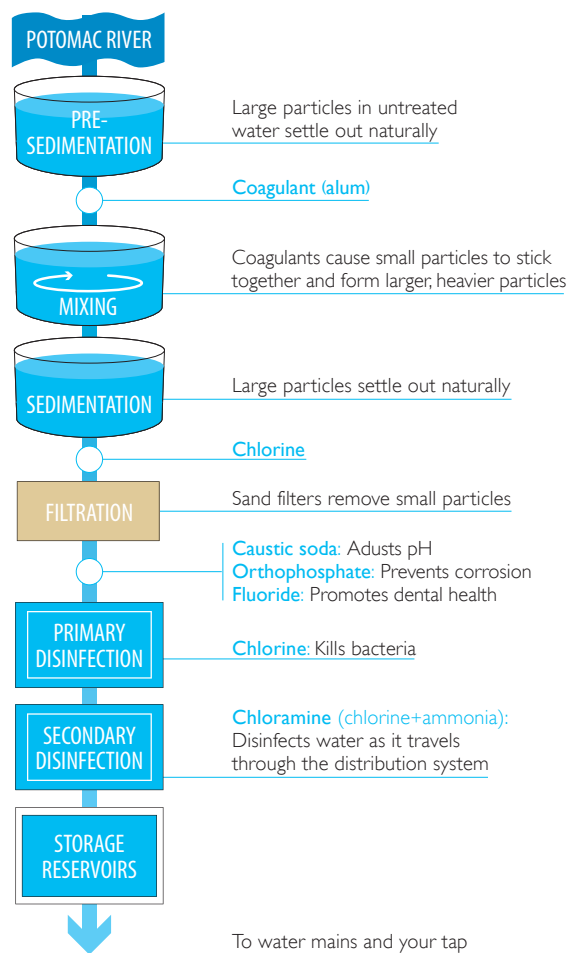 POTOMAC RIVER
PRE-
SEDIMENTATION
Large particles in untreated
water settle out naturally
Coagulant (alum)
MIXING
Coagulants cause small particles to stick
together and form larger, heavier particles
SEDIMENTATION
Large particles settle out naturally
Chlorine
FILTRATION
Sand filters remove small particles
Caustic soda: Adusts pH
Orthophosphate: Prevents corrosion
Fluoride: Promotes dental health
PRIMARY
DISINFECTION
Chlorine: Kills bacteria
SECONDARY
DISINFECTION
Chloramine (chlorine+ammonia):
Disinfects water as it travels
through the distribution system
STORAGE
RESERVOIRS
To water mains and your tap